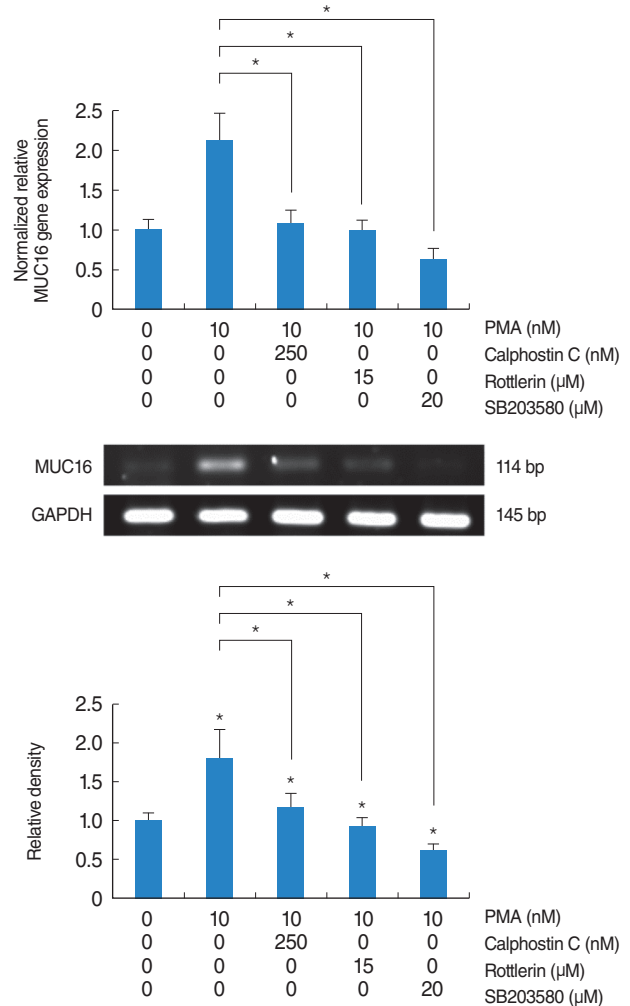 *
*
*
Normalized relative
MUC16 gene expression
2.5
2.0
1.5
1.0
0.5
0
0 10 10 10 10 PMA (nM)
0 0 250 0 0 Calphostin C (nM)
0 0 0 15 0 Rottlerin (µM)
0 0 0 0 20 SB203580 (µM)
MUC16 114 bp
GAPDH 145 bp
*
*
*
Relative density
2.5
2.0
1.5
1.0
0.5
0
*
*
*
*
0 10 10 10 10 PMA (nM)
0 0 250 0 0 Calphostin C (nM)
0 0 0 15 0 Rottlerin (µM)
0 0 0 0 20 SB203580 (µM)